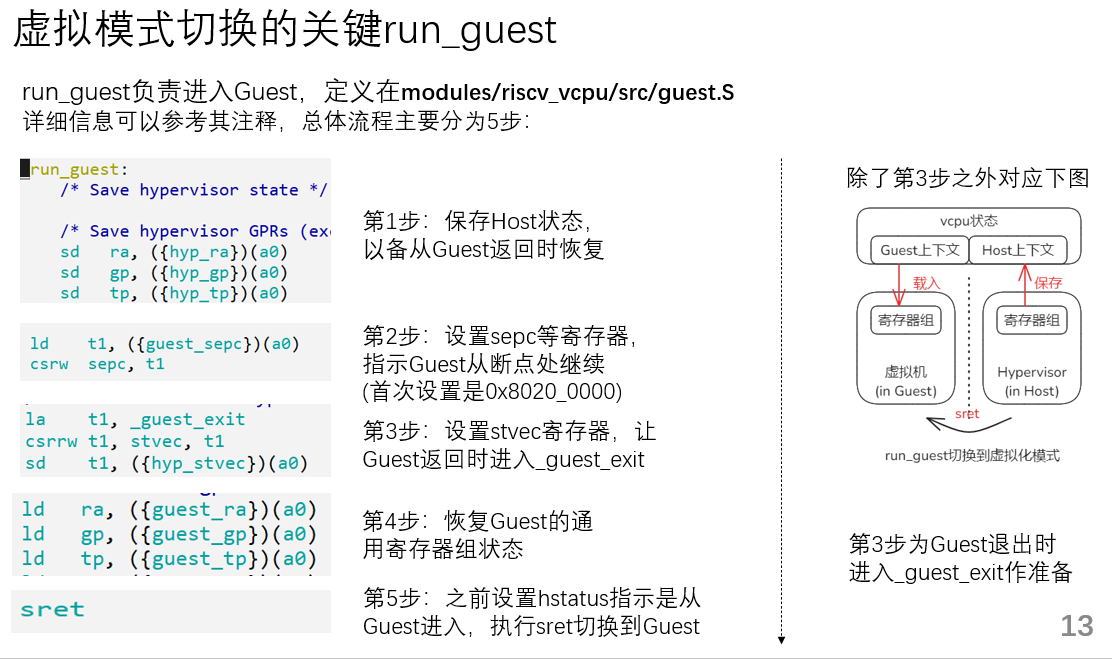 虚拟模式切换的关键run_guest
run_guest负责进入Guest，定义在modules/riscv_vcpu/src/guest.S
详细信息可以参考其注释，总体流程主要分为5步：
run_guest:
/* Save hypervisor state */
/* Save hypervisor GPRs (ex
sd ra, ({hyp_ra})(a0)
sd gp, ({hyp_gp})(a0)
sd tp, ({hyp_tp})(a0)
第1步：保存Host状态，
以备从Guest返回时恢复
ld t1, ({guest_sepc})(a0)
csrw sepc, t1
第2步：设置sepc等寄存器，
指示Guest从断点处继续
(首次设置是0x8020_0000)
la t1, _guest_exit
csrrw t1, stvec, t1
sd t1, ({hyp_stvec})(a0)
第3步：设置stvec寄存器，让
Guest返回时进入_guest_exit
ld ra, ({guest_ra})(a0)
ld gp, ({guest_gp})(a0)
ld tp, ({guest_tp})(a0)
第4步：恢复Guest的通
用寄存器组状态
sret
第5步：之前设置hstatus指示是从
Guest进入，执行sret切换到Guest
除了第3步之外对应下图
vcpu状态
Guest上下文 Host上下文
载入 保存
寄存器组 寄存器组
虚拟机
(in Guest)
Hypervisor
(in Host)
sret
run_guest切换到虚拟化模式
第3步为Guest退出时
进入_guest_exit作准备
13